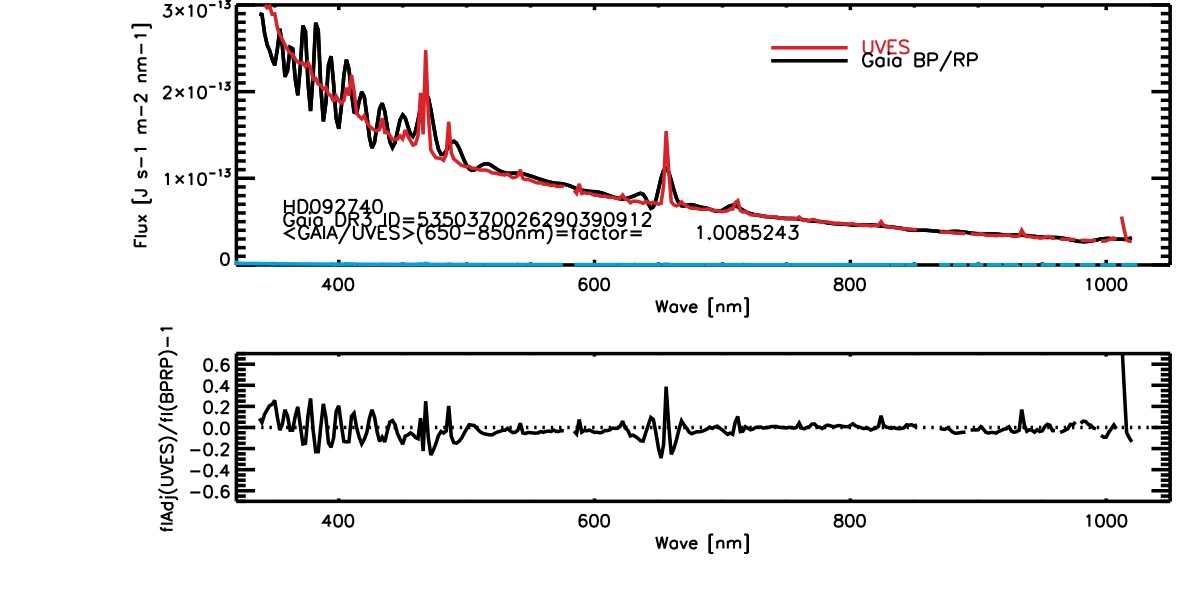 3×10−13
2×10−13
1×10−13
0
Flux [J s−1 m−2 nm−1]
UVES
Gaia BP/RP
HD092740
Gaia DR3 ID=5350370026290390912
<GAIA/UVES>(650−850nm)=factor= 1.0085243
400 600 800 1000
Wave [nm]
flAdj(UVES)/fl(BPRP)−1
0.6
0.4
0.2
0.0
−0.2
−0.4
−0.6
400 600 800 1000
Wave [nm]